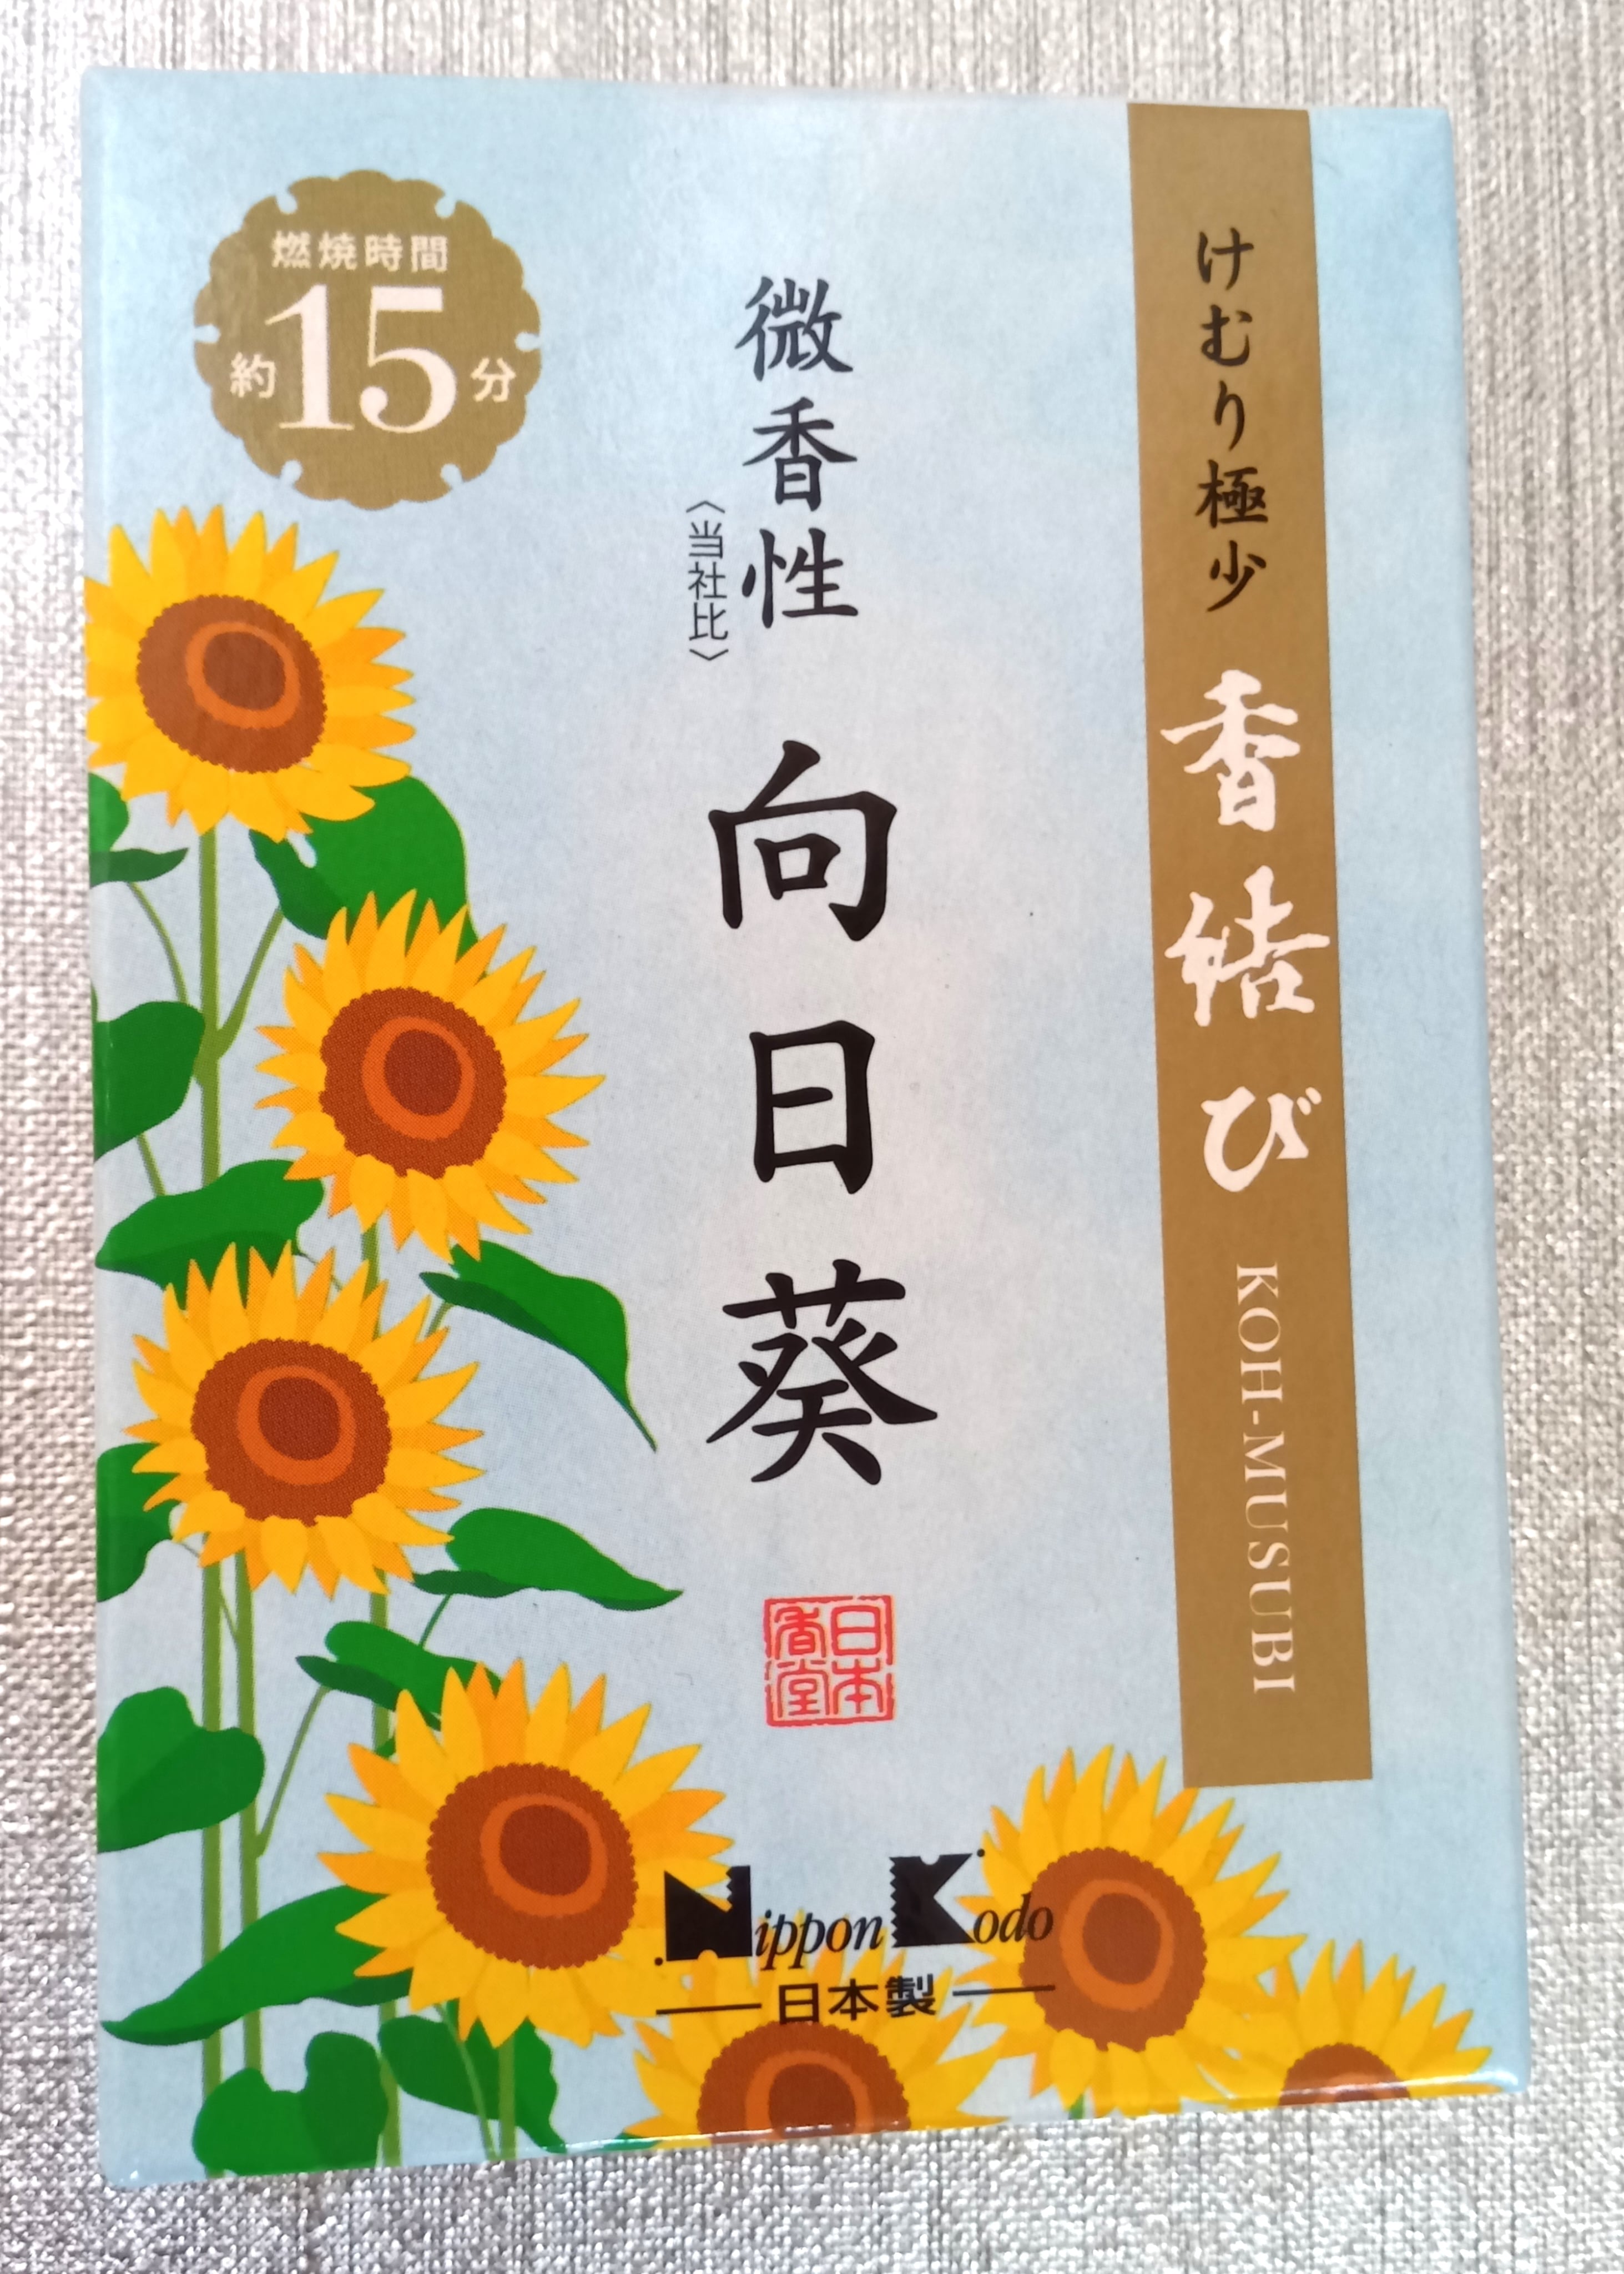 けむり極少 香結び KOH-MUSUBI
微香性
〈当社比〉
向日葵
日本
香堂
燃焼時間
約15分
Nippon Kodo
日本製